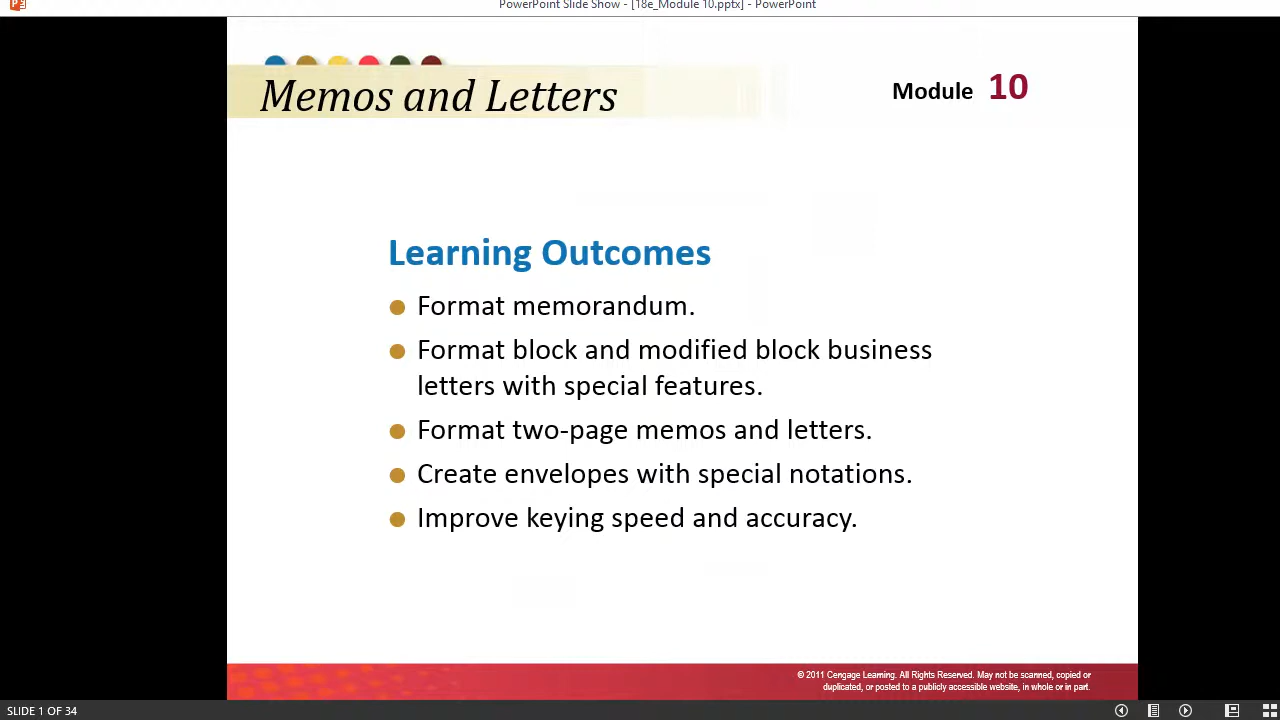 PowerPoint Slide Show - [18e_Module 10.pptx] - PowerPoint
Memos and Letters
Module 10
Learning Outcomes
Format memorandum.
Format block and modified block business
letters with special features.
Format two-page memos and letters.
Create envelopes with special notations.
Improve keying speed and accuracy.
© 2011 Cengage Learning. All Rights Reserved. May not be scanned, copied or
duplicated, or posted to a publicly accessible website, in whole or in part.
SLIDE 1 OF 34